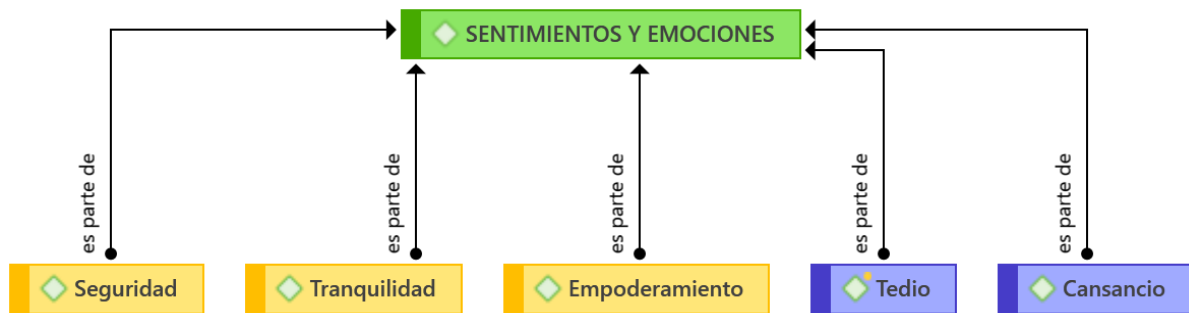 SENTIMIENTOS Y EMOCIONES
es parte de
es parte de
es parte de
es parte de
es parte de
Seguridad
Tranquilidad
Empoderamiento
Tedio
Cansancio